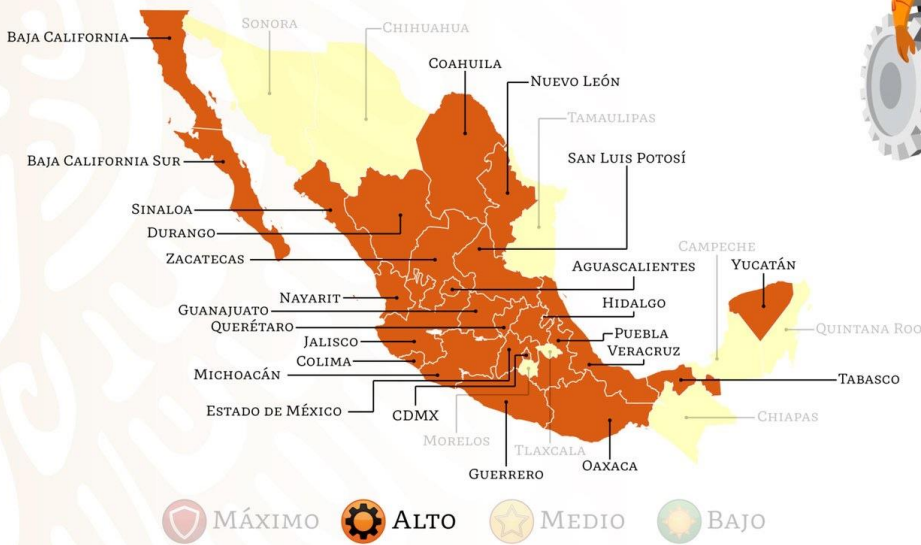 SONORA
CHIHUAHUA
BAJA CALIFORNIA
COAHUILA
NUEVO LEÓN
TAMAULIPAS
SAN LUIS POTOSÍ
BAJA CALIFORNIA SUR
SINALOA
DURANGO
CAMPECHE
ZACATECAS
AGUASCALIENTES
YUCATÁN
NAYARIT
HIDALGO
GUANAJUATO
QUERÉTARO
QUINTANA ROO
PUEBLA
JALISCO
VERACRUZ
COLIMA
MICHOACÁN
TABASCO
ESTADO DE MÉXICO
CDMX
CHIAPAS
MORELOS
TLAXCALA
GUERRERO
OAXACA
MÁXIMO ALTO MEDIO BAJO